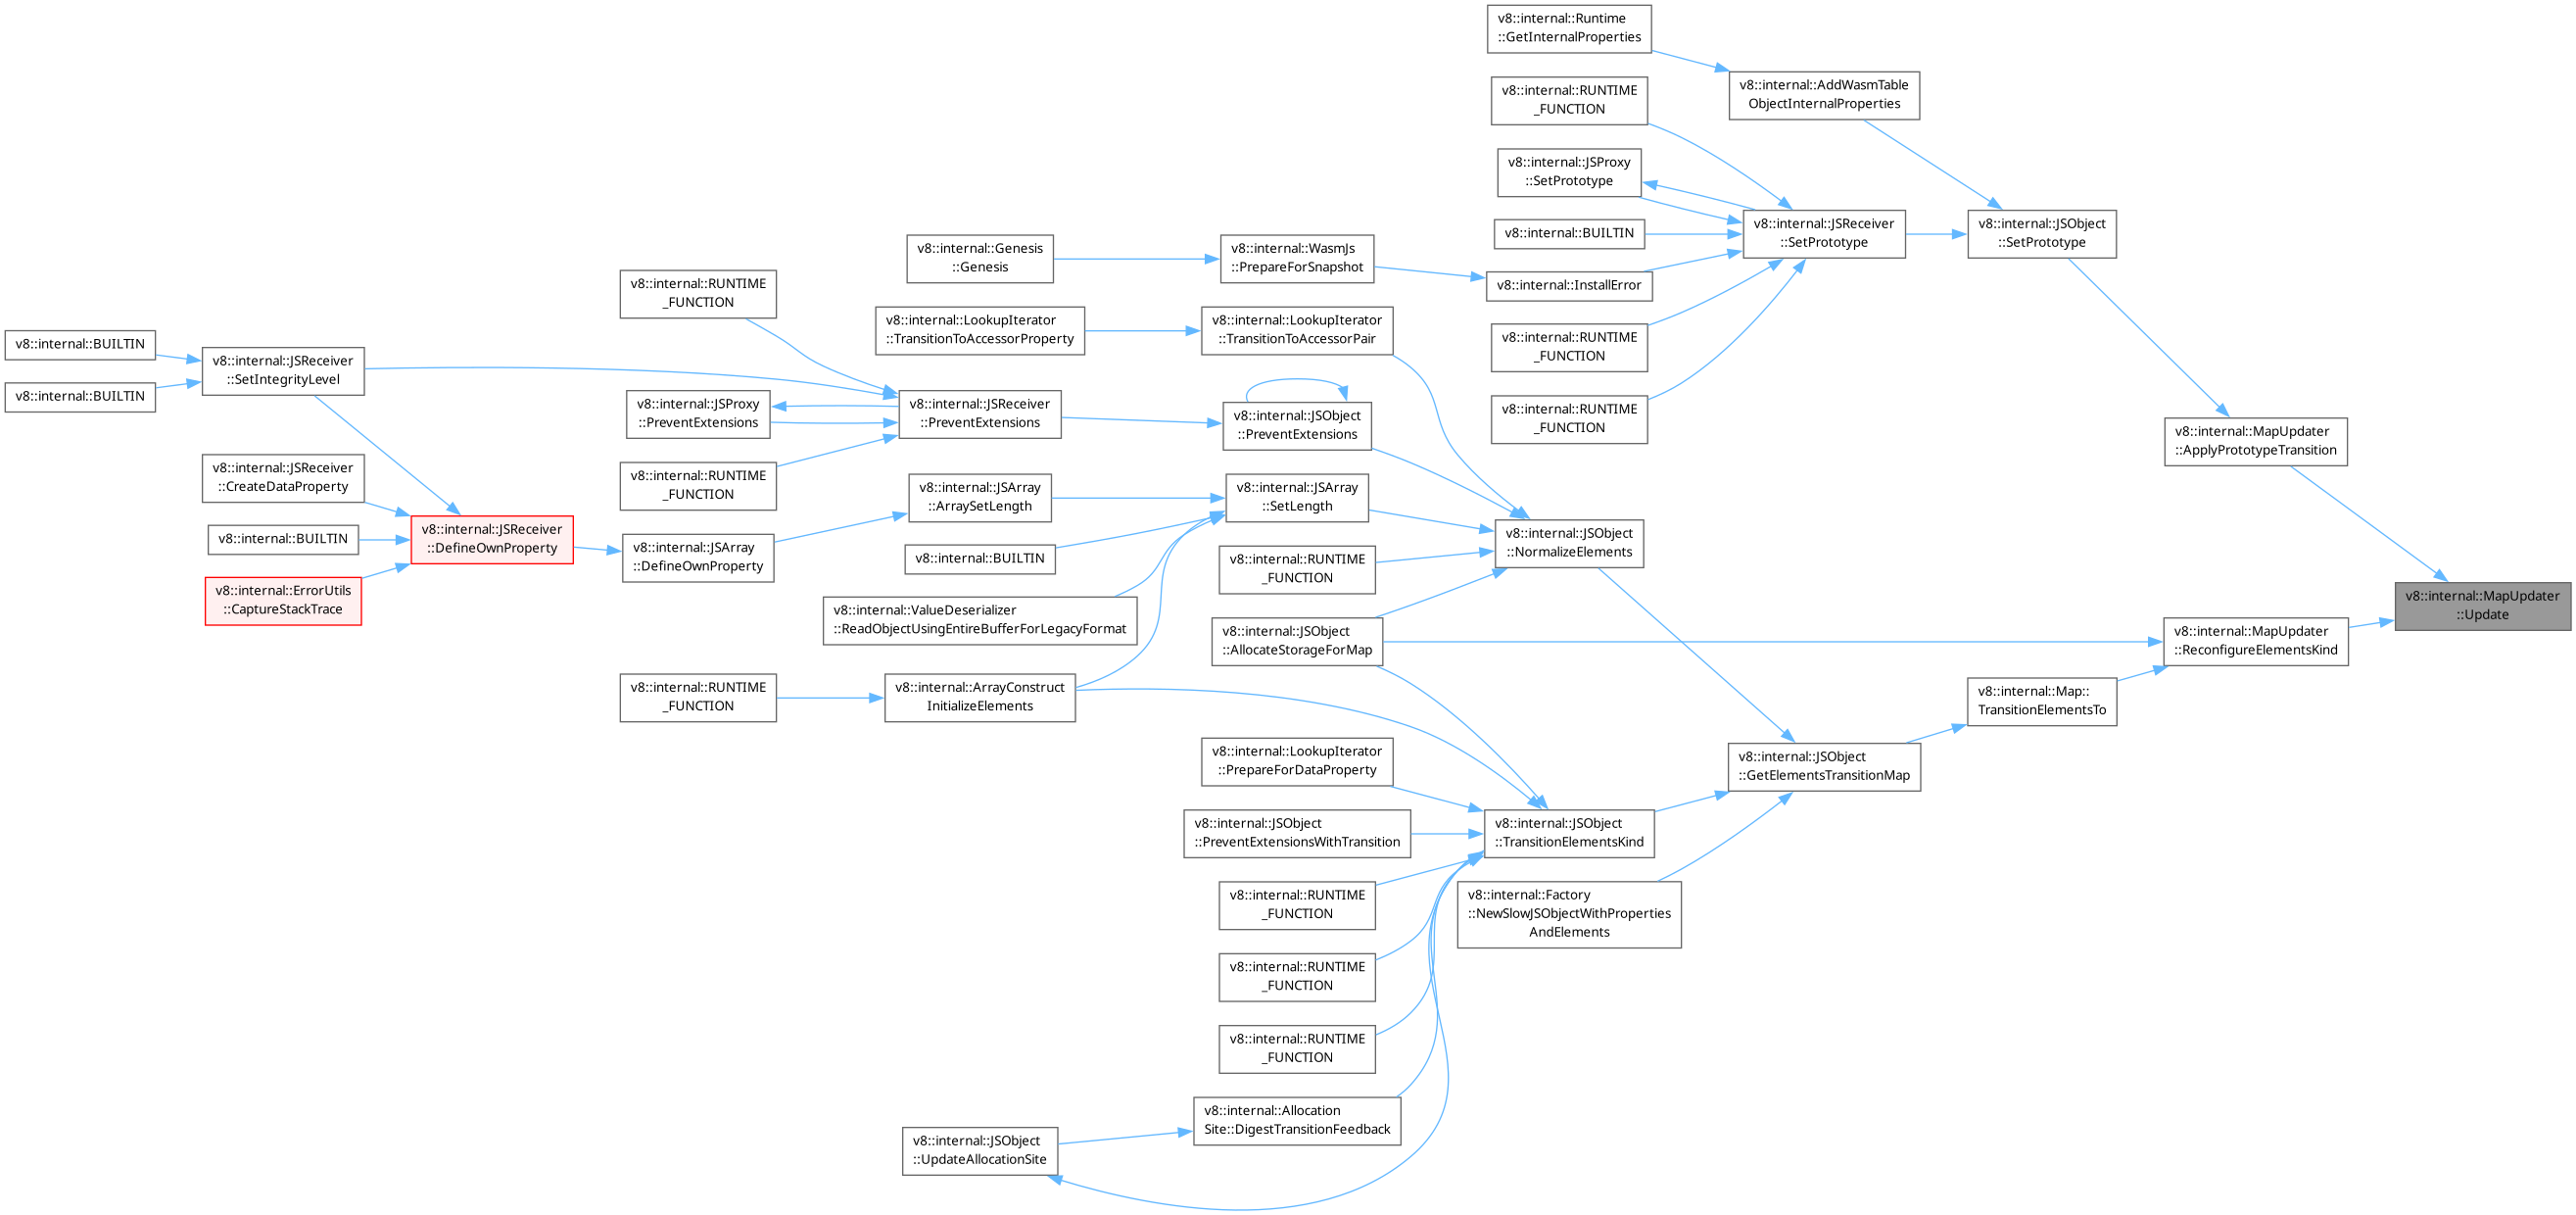 v8::internal::Runtime
::GetInternalProperties
v8::internal::AddWasmTable
ObjectInternalProperties
v8::internal::RUNTIME
_FUNCTION
v8::internal::JSProxy
::SetPrototype
v8::internal::BUILTIN
v8::internal::JSReceiver
::SetPrototype
v8::internal::JSObject
::SetPrototype
v8::internal::Genesis
::Genesis
v8::internal::WasmJs
::PrepareForSnapshot
v8::internal::InstallError
v8::internal::RUNTIME
_FUNCTION
v8::internal::LookupIterator
::TransitionToAccessorProperty
v8::internal::LookupIterator
::TransitionToAccessorPair
v8::internal::RUNTIME
_FUNCTION
v8::internal::BUILTIN
v8::internal::BUILTIN
v8::internal::JSReceiver
::SetIntegrityLevel
v8::internal::JSProxy
::PreventExtensions
v8::internal::JSReceiver
::PreventExtensions
v8::internal::JSObject
::PreventExtensions
v8::internal::RUNTIME
_FUNCTION
v8::internal::MapUpdater
::ApplyPrototypeTransition
v8::internal::JSReceiver
::CreateDataProperty
v8::internal::RUNTIME
_FUNCTION
v8::internal::JSArray
::ArraySetLength
v8::internal::JSArray
::SetLength
v8::internal::BUILTIN
v8::internal::JSReceiver
::DefineOwnProperty
v8::internal::JSArray
::DefineOwnProperty
v8::internal::BUILTIN
v8::internal::RUNTIME
_FUNCTION
v8::internal::JSObject
::NormalizeElements
v8::internal::ErrorUtils
::CaptureStackTrace
v8::internal::ValueDeserializer
::ReadObjectUsingEntireBufferForLegacyFormat
v8::internal::JSObject
::AllocateStorageForMap
v8::internal::MapUpdater
::ReconfigureElementsKind
v8::internal::MapUpdater
::Update
v8::internal::RUNTIME
_FUNCTION
v8::internal::ArrayConstruct
InitializeElements
v8::internal::Map::
TransitionElementsTo
v8::internal::LookupIterator
::PrepareForDataProperty
v8::internal::JSObject
::GetElementsTransitionMap
v8::internal::JSObject
::PreventExtensionsWithTransition
v8::internal::JSObject
::TransitionElementsKind
v8::internal::RUNTIME
_FUNCTION
v8::internal::Factory
::NewSlowJSObjectWithProperties
AndElements
v8::internal::RUNTIME
_FUNCTION
v8::internal::RUNTIME
_FUNCTION
v8::internal::JSObject
::UpdateAllocationSite
v8::internal::Allocation
Site::DigestTransitionFeedback